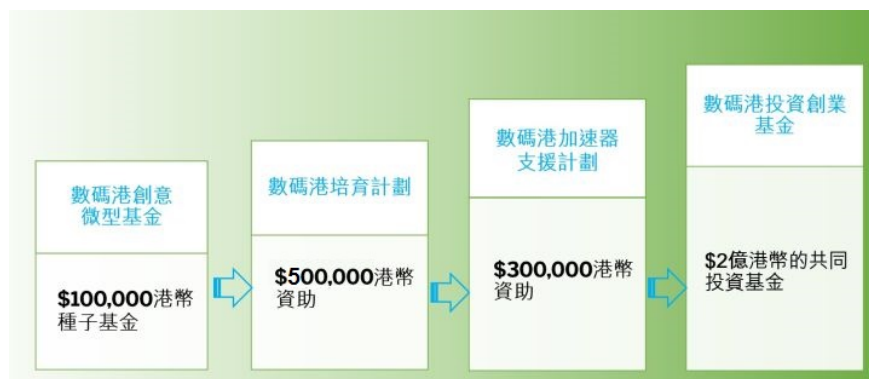 數碼港創意
微型基金
$100,000港幣
種子基金
數碼港培育計劃
$500,000港幣
資助
數碼港加速器
支援計劃
$300,000港幣
資助
數碼港投資創業
基金
$2億港幣的共同
投資基金